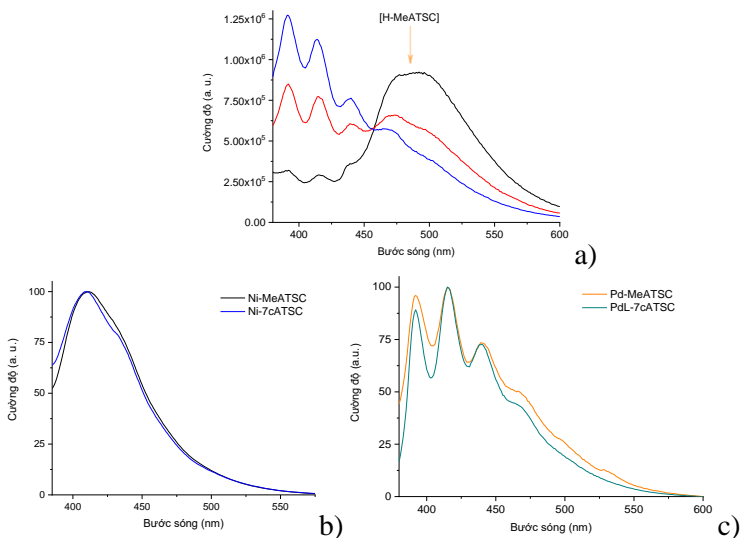 [H-MeATSC]
Cường độ (a. u.)
1.25x10⁶
1.00x10⁶
7.50x10⁵
5.00x10⁵
2.50x10⁵
0.00
400 450 500 550 600
Bước sóng (nm)
a)
Ni-MeATSC
Ni-7cATSC
Cường độ (a. u.)
100
75
50
25
0
400 450 500 550
Bước sóng (nm)
b)
Pd-MeATSC
PdL-7cATSC
Cường độ (a.u.)
100
75
50
25
0
400 450 500 550 600
Bước sóng (nm)
c)